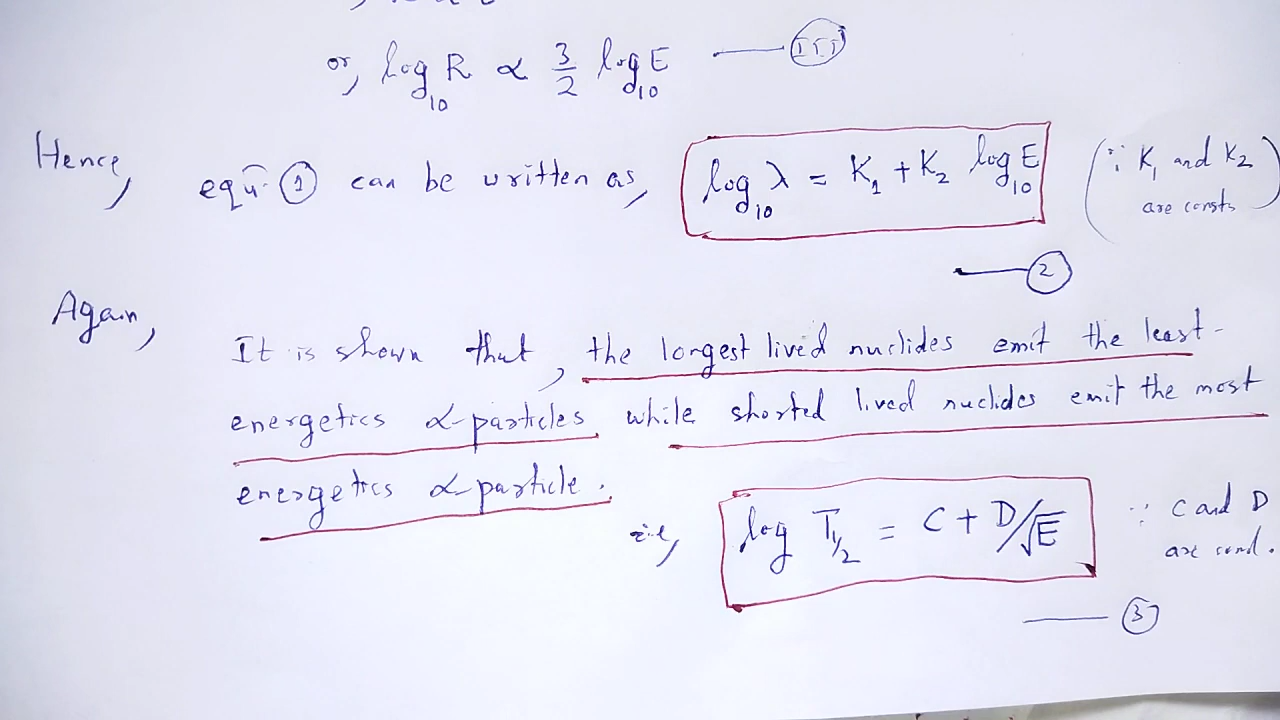 or, log₁₀ R ∝ 3/2 log₁₀ E —— (III)
Hence, equⁿ. ① can be written as, log₁₀ λ = K₁ + K₂ log₁₀ E (∵ K₁ and K₂ are consts)
—— ②
Again,
It is shown that, the longest lived nuclides emit the least-
energetics α-particles while shorted lived nuclides emit the most
energetics α-particle.
i.e, log T₁/₂ = C + D/√E ∵ C and D
are cond.
—— ③